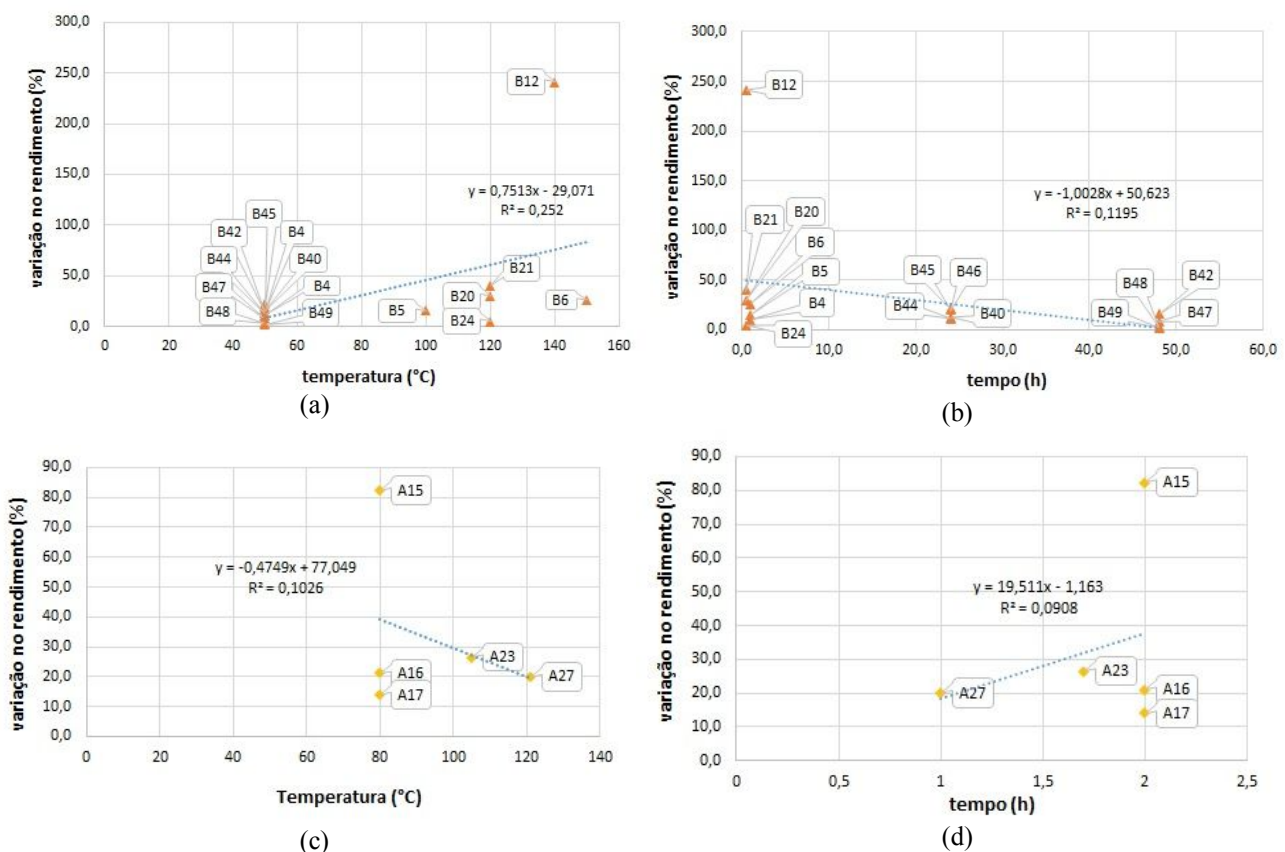 300,0
250,0
200,0
150,0
100,0
50,0
0,0
variação no rendimento (%)
B12
y = 0,7513x - 29,071
R² = 0,252
B45
B42
B4
B44
B40
B47
B4
B48
B49
B21
B20
B24
B5
B6
0 20 40 60 80 100 120 140 160
temperatura (°C)
(a)
300,0
250,0
200,0
150,0
100,0
50,0
0,0
variação no rendimento (%)
B12
y = -1,0028x + 50,623
R² = 0,1195
B21
B20
B6
B5
B4
B24
B45
B46
B44
B40
B48
B42
B49
B47
0,0 10,0 20,0 30,0 40,0 50,0 60,0
tempo (h)
(b)
90,0
80,0
70,0
60,0
50,0
40,0
30,0
20,0
10,0
0,0
variação no rendimento (%)
A15
y = -0,4749x + 77,049
R² = 0,1026
A16
A17
A23
A27
0 20 40 60 80 100 120 140
Temperatura (°C)
(c)
90,0
80,0
70,0
60,0
50,0
40,0
30,0
20,0
10,0
0,0
variação no rendimento (%)
A15
y = 19,511x - 1,163
R² = 0,0908
A27
A23
A16
A17
0 0,5 1 1,5 2 2,5
tempo (h)
(d)